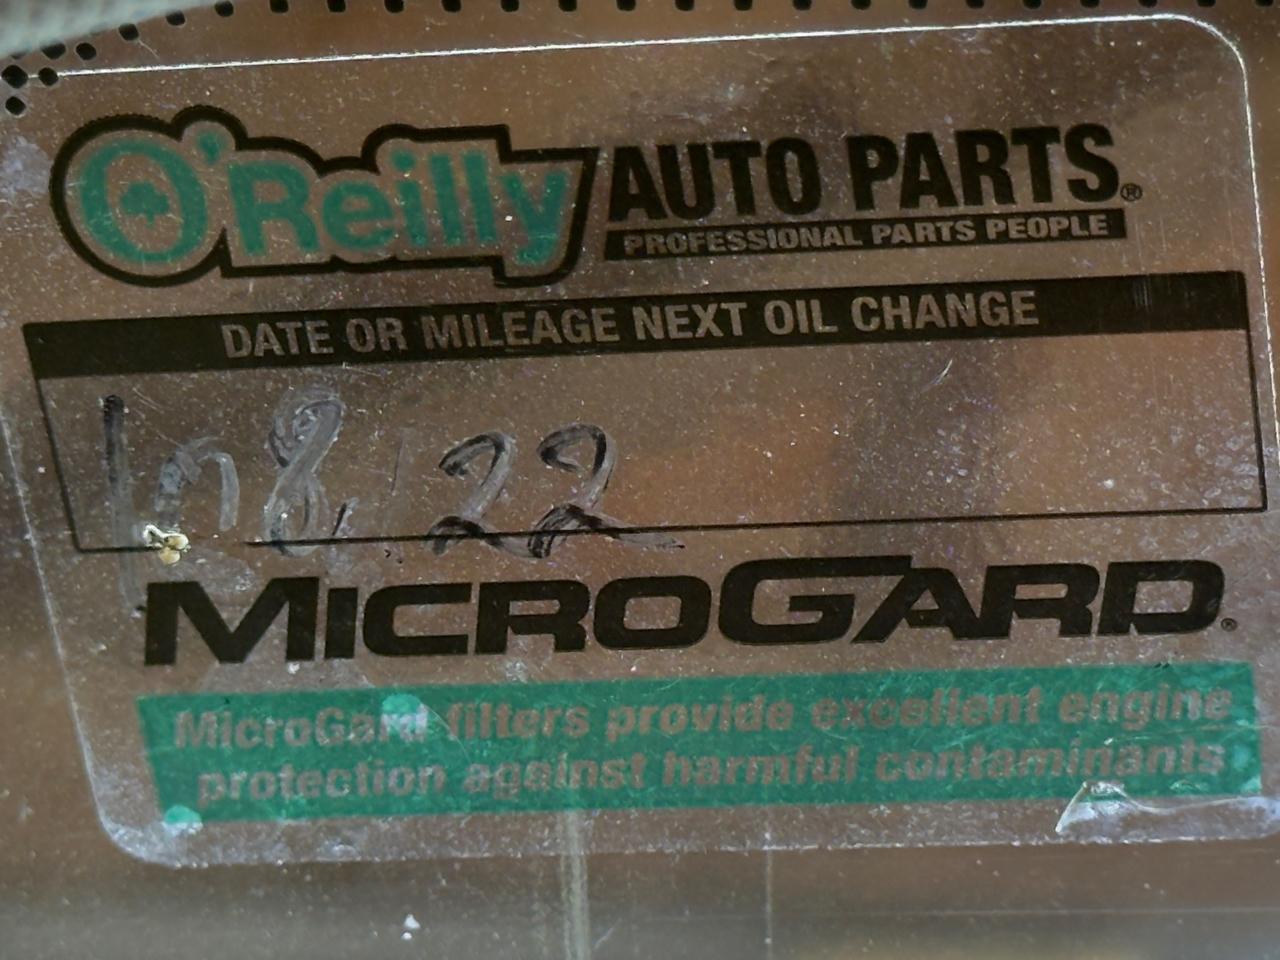 O'Reilly AUTO PARTS®
PROFESSIONAL PARTS PEOPLE
DATE OR MILEAGE NEXT OIL CHANGE
22
MICROGARD®
MicroGard filters provide excellent engine
protection against harmful contaminants